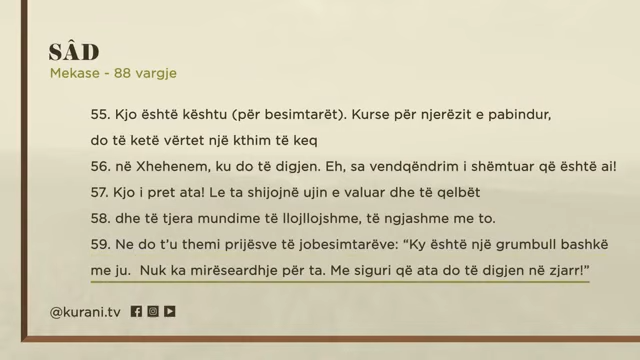 SÂD
Mekase - 88 vargje
55. Kjo është kështu (për besimtarët). Kurse për njerëzit e pabindur,
do të ketë vërtet një kthim të keq
56. në Xhehenem, ku do të digjen. Eh, sa vendqëndrim i shëmtuar që është ai!
57. Kjo i pret ata! Le ta shijojnë ujin e valuar dhe të qelbët
58. dhe të tjera mundime të llojllojshme, të ngjashme me to.
59. Ne do t’u themi prijësve të jobesimtarëve: “Ky është një grumbull bashkë
me ju.  Nuk ka mirëseardhje për ta. Me siguri që ata do të digjen në zjarr!”
@kurani.tv